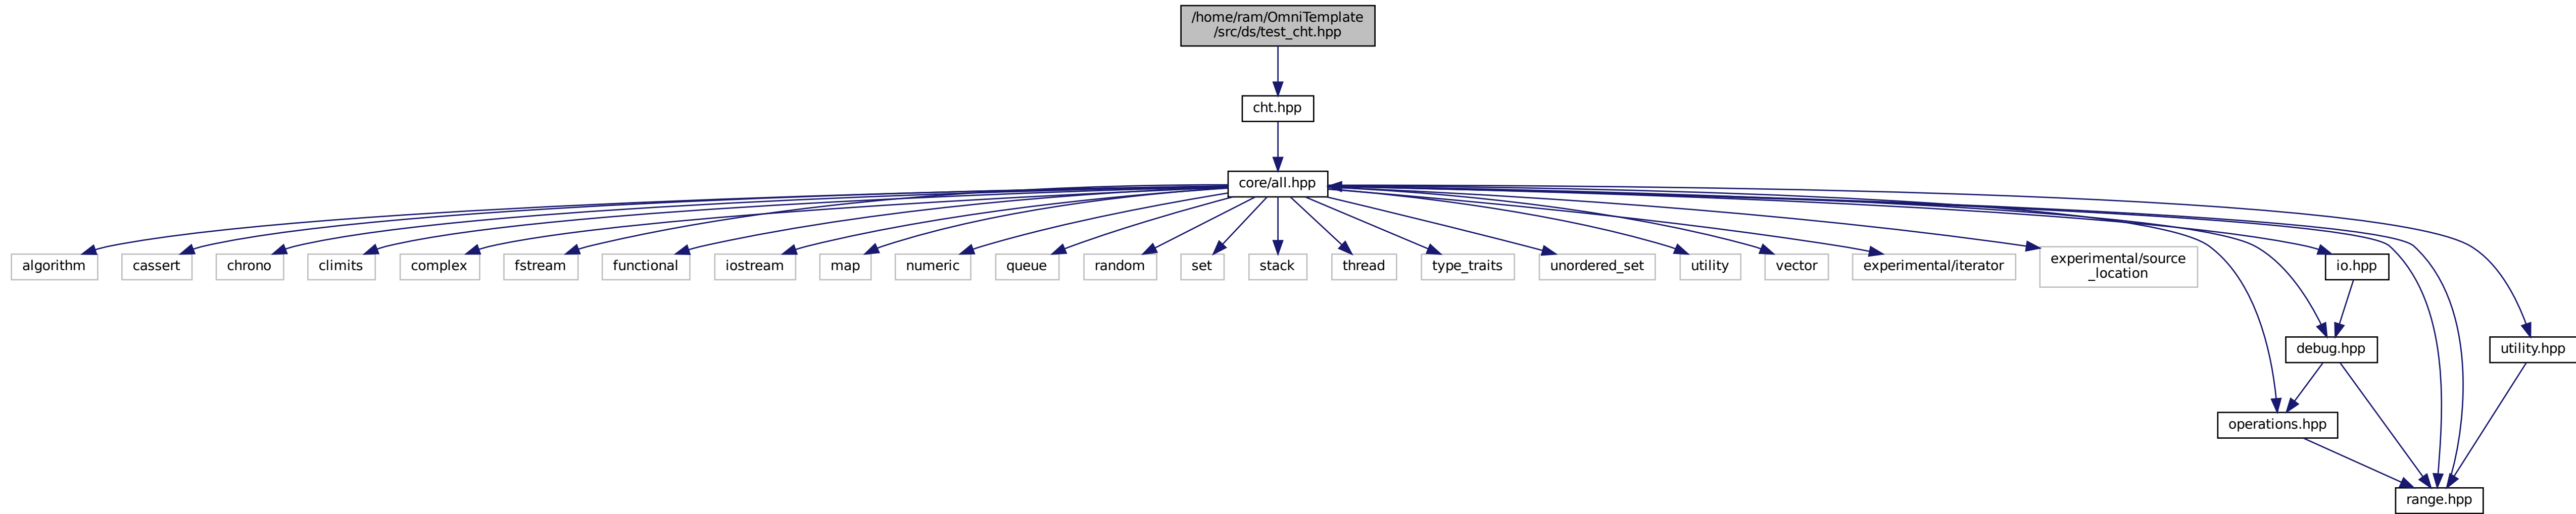 /home/ram/OmniTemplate
/src/ds/test_cht.hpp
cht.hpp
core/all.hpp
algorithm
cassert
chrono
climits
complex
fstream
functional
iostream
map
numeric
queue
random
set
stack
thread
type_traits
unordered_set
utility
vector
experimental/iterator
experimental/source
_location
io.hpp
debug.hpp
utility.hpp
operations.hpp
range.hpp